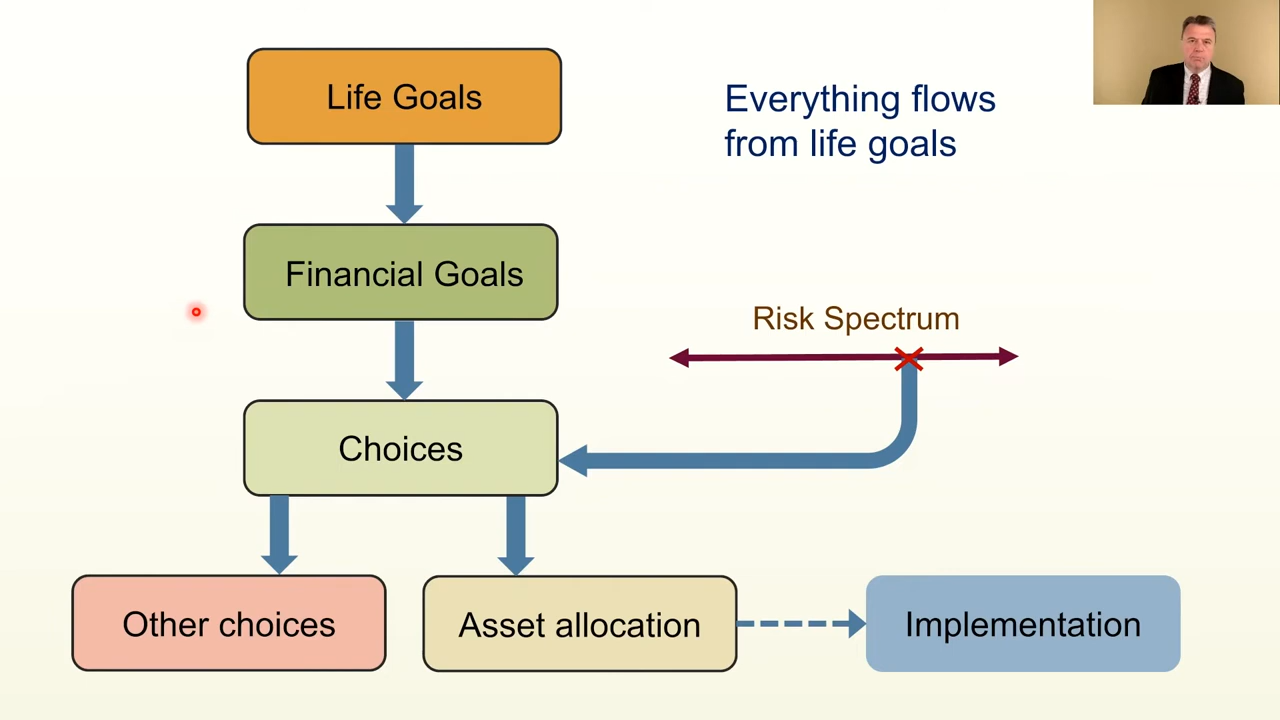 Life Goals
Everything flows
from life goals
Financial Goals
Risk Spectrum
Choices
Other choices
Asset allocation
Implementation